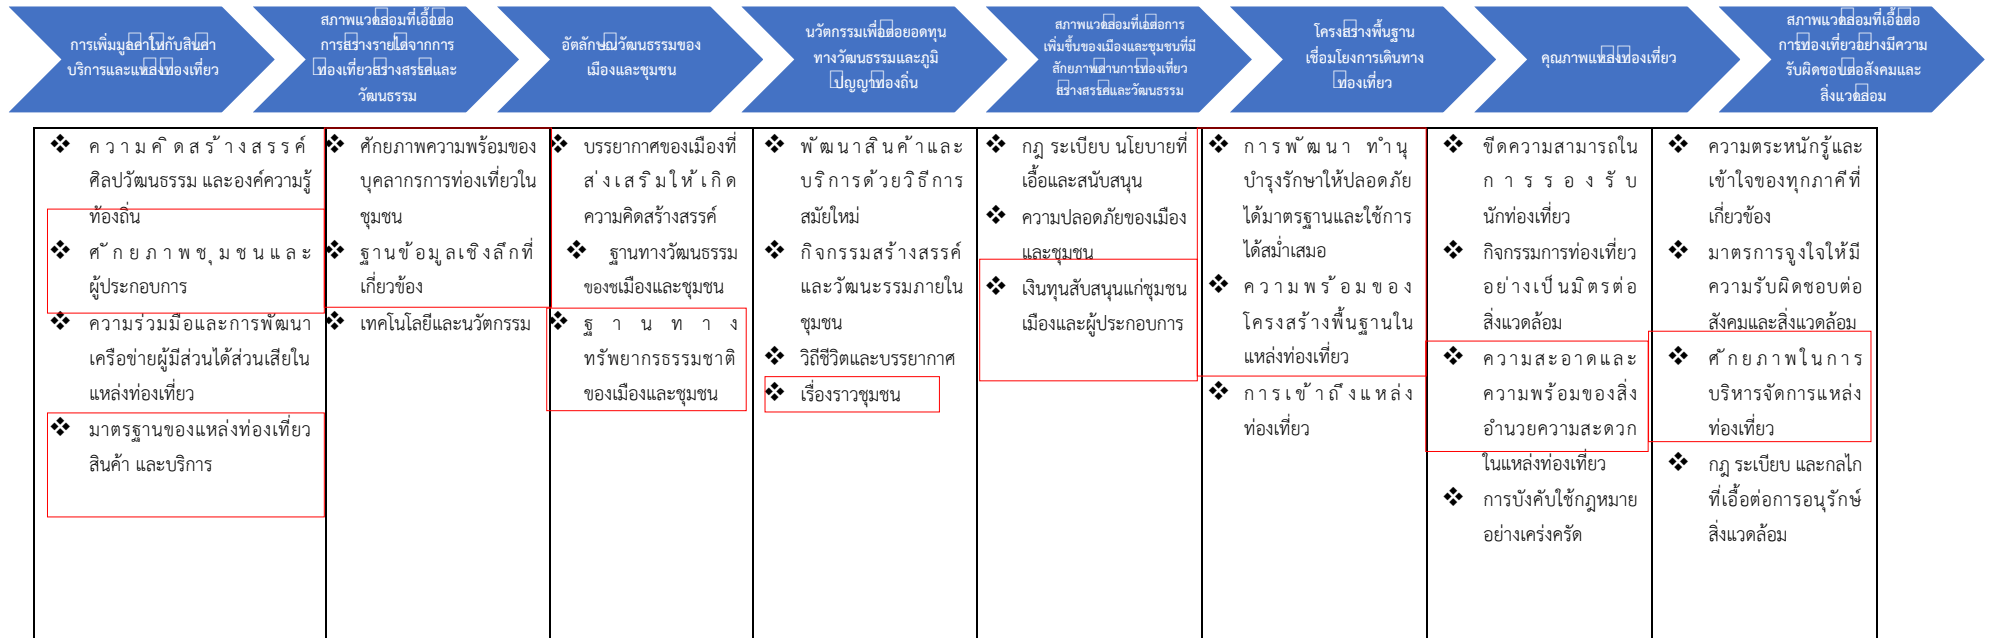 การเพิ่มมูลค่าให้กับสินค้า
บริการและแหล่งท่องเที่ยว
สภาพแวดล้อมที่เอื้อต่อ
การสร้างรายได้จากการ
ท่องเที่ยวสร้างสรรค์และ
วัฒนธรรม
อัตลักษณ์วัฒนธรรมของ
เมืองและชุมชน
นวัตกรรมเพื่อต่อยอดทุน
ทางวัฒนธรรมและภูมิ
ปัญญาท้องถิ่น
สภาพแวดล้อมที่เอื้อต่อการ
เพิ่มขึ้นของเมืองและชุมชนที่มี
ศักยภาพด้านการท่องเที่ยว
สร้างสรรค์และวัฒนธรรม
โครงสร้างพื้นฐาน
เชื่อมโยงการเดินทาง
ท่องเที่ยว
คุณภาพแหล่งท่องเที่ยว
สภาพแวดล้อมที่เอื้อต่อ
การท่องเที่ยวอย่างมีความ
รับผิดชอบต่อสังคมและ
สิ่งแวดล้อม
❖ ความคิดสร้างสรรค์
ศิลปวัฒนธรรม และองค์ความรู้
ท้องถิ่น
❖ ศักยภาพชุมชนและ
ผู้ประกอบการ
❖ ความร่วมมือและการพัฒนา
เครือข่ายผู้มีส่วนได้ส่วนเสียใน
แหล่งท่องเที่ยว
❖ มาตรฐานของแหล่งท่องเที่ยว
สินค้า และบริการ
❖ ศักยภาพความพร้อมของ
บุคลากรการท่องเที่ยวใน
ชุมชน
❖ ฐานข้อมูลเชิงลึกที่
เกี่ยวข้อง
❖ เทคโนโลยีและนวัตกรรม
❖ บรรยากาศของเมืองที่
ส่งเสริมให้เกิด
ความคิดสร้างสรรค์
❖ ฐานทางวัฒนธรรม
ของชเมืองและชุมชน
❖ ฐานทาง
ทรัพยากรธรรมชาติ
ของเมืองและชุมชน
❖ พัฒนาสินค้าและ
บริการด้วยวิธีการ
สมัยใหม่
❖ กิจกรรมสร้างสรรค์
และวัฒนะรรมภายใน
ชุมชน
❖ วิถีชีวิตและบรรยากาศ
❖ เรื่องราวชุมชน
❖ กฎ ระเบียบ นโยบายที่
เอื้อและสนับสนุน
❖ ความปลอดภัยของเมือง
และชุมชน
❖ เงินทุนสับสนุนแก่ชุมชน
เมืองและผู้ประกอบการ
❖ การพัฒนา ทำนุ
บำรุงรักษาให้ปลอดภัย
ได้มาตรฐานและใช้การ
ได้สม่ำเสมอ
❖ ความพร้อมของ
โครงสร้างพื้นฐานใน
แหล่งท่องเที่ยว
❖ การเข้าถึงแหล่ง
ท่องเที่ยว
❖ ขีดความสามารถใน
การรองรับ
นักท่องเที่ยว
❖ กิจกรรมการท่องเที่ยว
อย่างเป็นมิตรต่อ
สิ่งแวดล้อม
❖ ความสะอาดและ
ความพร้อมของสิ่ง
อำนวยความสะดวก
ในแหล่งท่องเที่ยว
❖ การบังคับใช้กฎหมาย
อย่างเคร่งครัด
❖ ความตระหนักรู้และ
เข้าใจของทุกภาคีที่
เกี่ยวข้อง
❖ มาตรการจูงใจให้มี
ความรับผิดชอบต่อ
สังคมและสิ่งแวดล้อม
❖ ศักยภาพในการ
บริหารจัดการแหล่ง
ท่องเที่ยว
❖ กฎ ระเบียบ และกลไก
ที่เอื้อต่อการอนุรักษ์
สิ่งแวดล้อม